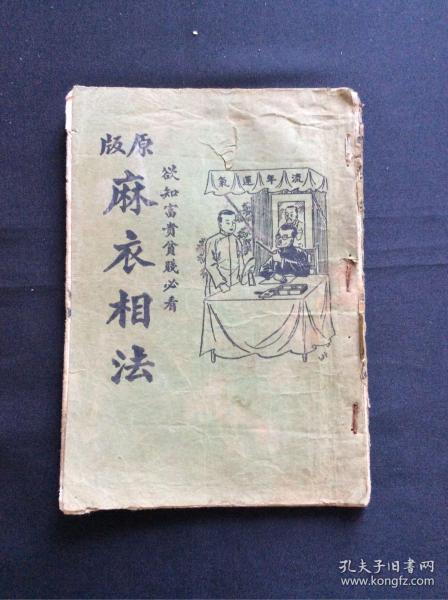 原版
麻衣相法
欲知富貴貧賤必看
流年運氣
孔夫子旧书网
www.kongfz.com